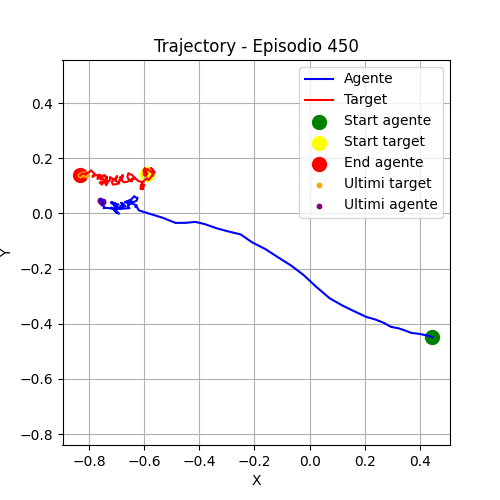 Trajectory - Episodio 450
Agente
Target
Start agente
Start target
End agente
Ultimi target
Ultimi agente
0.4
0.2
0.0
−0.2
−0.4
−0.6
−0.8
Y
−0.8 −0.6 −0.4 −0.2 0.0 0.2 0.4
X